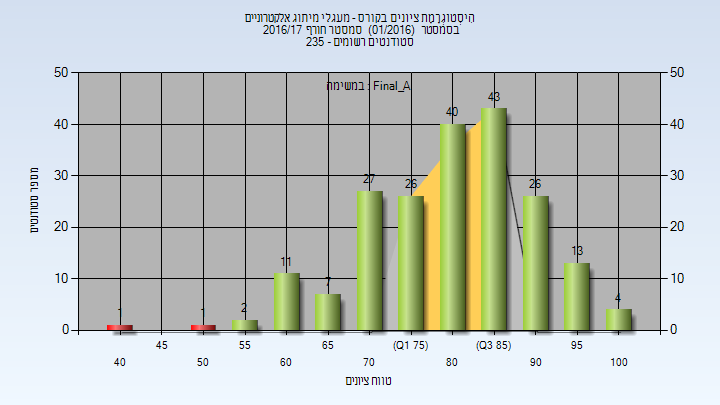 היסטוגרמת ציונים בקורס - מעגלי מיתוג אלקטרוניים
בסמסטר (01/2016) סמסטר חורף 2016/17
סטודנטים רשומים - 235
במשימה : Final_A
מספר סטודנטים
50 50
40 40
30 30
20 20
10 10
0 0
1 1 2 11 7 27 26 40 43 26 13 4
40 45 50 55 60 65 70 (Q1 75) 80 (Q3 85) 90 95 100
טווח ציונים